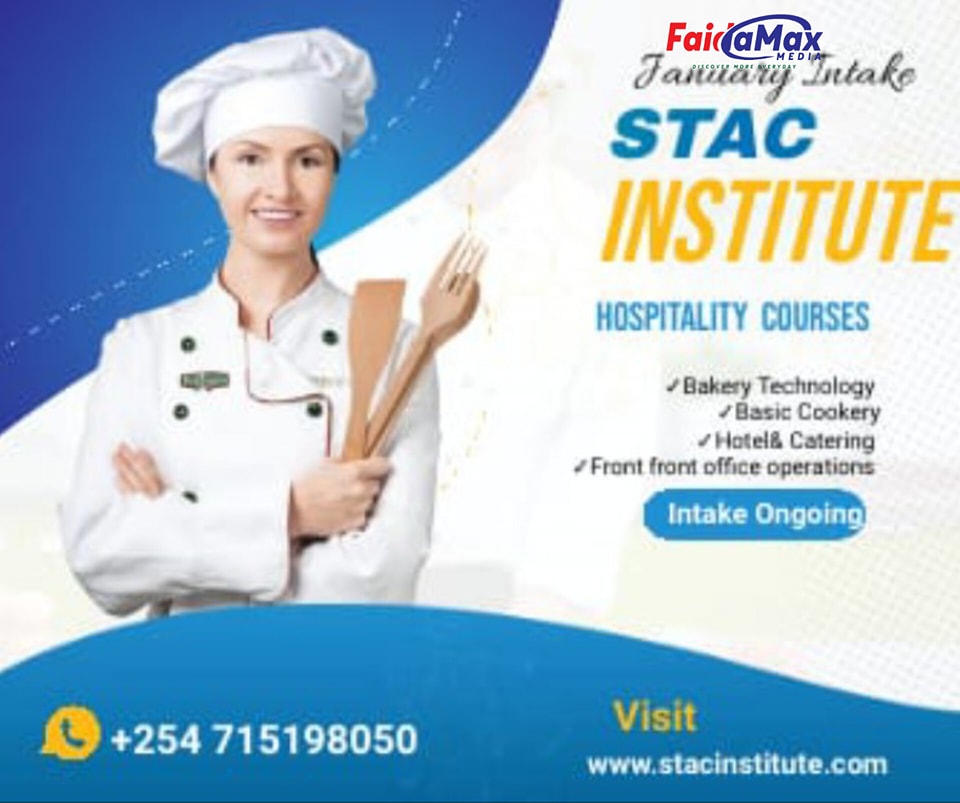 FaidaMax
MEDIA
DISCOVER MORE EVERYDAY
January Intake
STAC
INSTITUTE
HOSPITALITY COURSES
✓Bakery Technology
✓Basic Cookery
✓Hotel& Catering
✓Front front office operations
Intake Ongoing
+254 715198050
Visit
www.stacinstitute.com